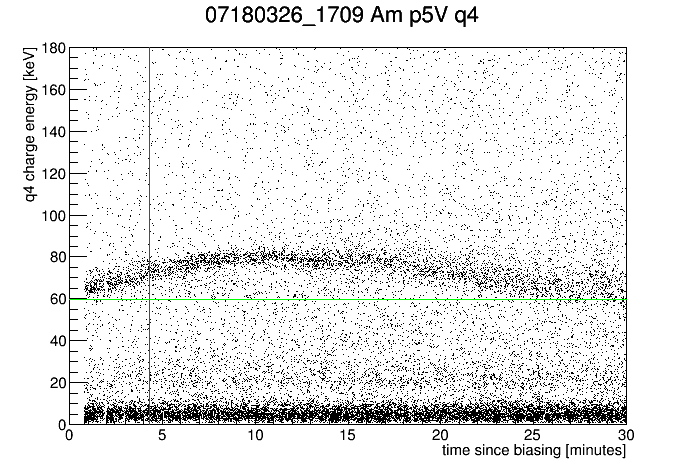 07180326_1709 Am p5V q4
q4 charge energy [keV]
180
160
140
120
100
80
60
40
20
0
0 5 10 15 20 25 30
time since biasing [minutes]